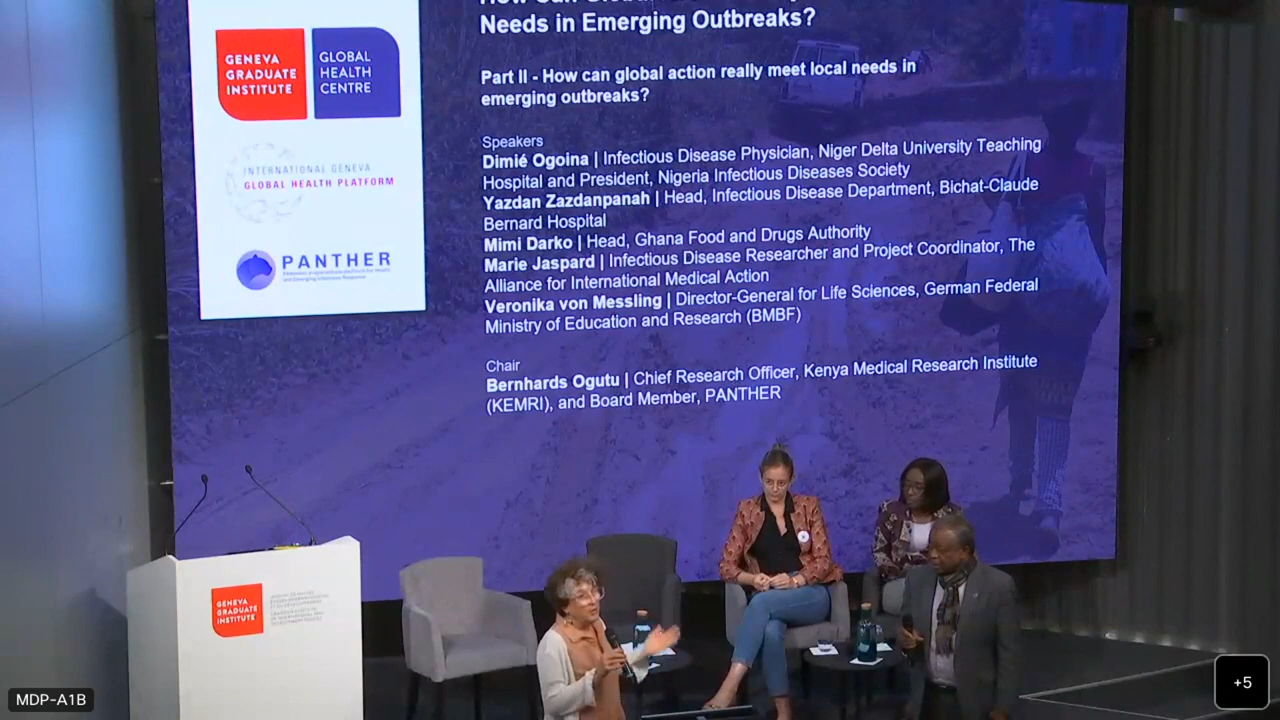 Needs in Emerging Outbreaks?
Part II - How can global action really meet local needs in
emerging outbreaks?
Speakers
Dimié Ogoina | Infectious Disease Physician, Niger Delta University Teaching
Hospital and President, Nigeria Infectious Diseases Society
Yazdan Yazdanpanah | Head, Infectious Disease Department, Bichat-Claude
Bernard Hospital
Mimi Darko | Head, Ghana Food and Drugs Authority
Marie Jaspard | Infectious Disease Researcher and Project Coordinator, The
Alliance for International Medical Action
Veronika von Messling | Director-General for Life Sciences, German Federal
Ministry of Education and Research (BMBF)
Chair
Bernhards Ogutu | Chief Research Officer, Kenya Medical Research Institute
(KEMRI), and Board Member, PANTHER
GENEVA
GRADUATE
INSTITUTE
GLOBAL
HEALTH
CENTRE
INTERNATIONAL GENEVA
GLOBAL HEALTH PLATFORM
PANTHER
GENEVA
GRADUATE
INSTITUTE
MDP-A1B
+5